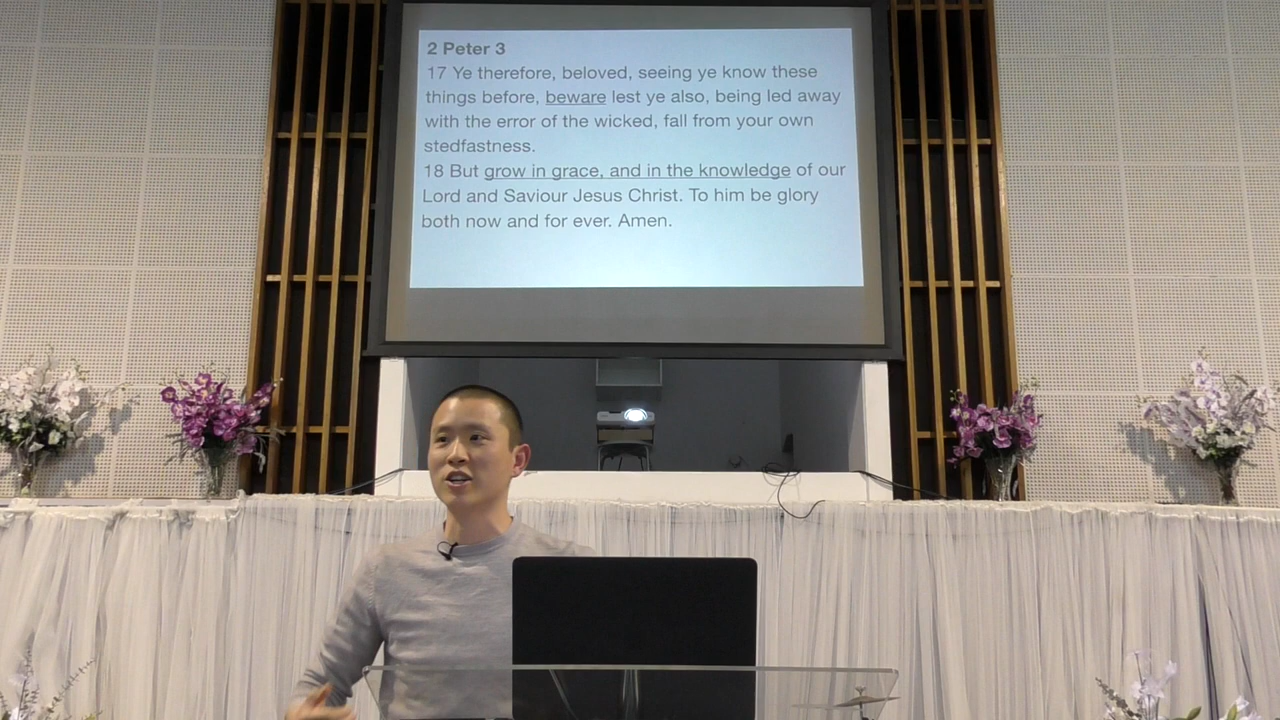 2 Peter 3
17 Ye therefore, beloved, seeing ye know these
things before, beware lest ye also, being led away
with the error of the wicked, fall from your own
stedfastness.
18 But grow in grace, and in the knowledge of our
Lord and Saviour Jesus Christ. To him be glory
both now and for ever. Amen.